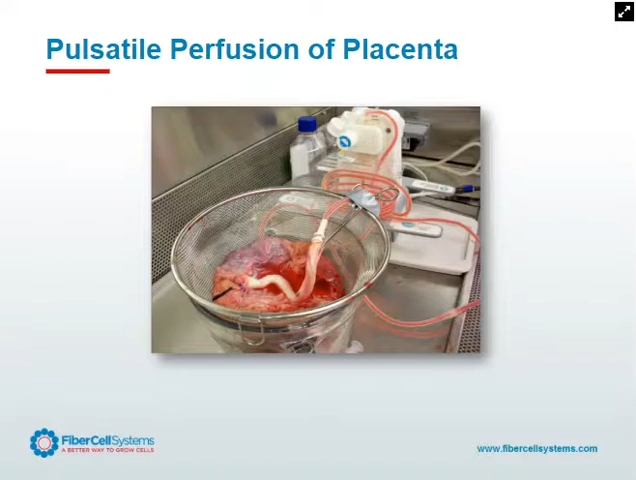 Pulsatile Perfusion of Placenta
FiberCellSystems
A BETTER WAY TO GROW CELLS
www.fibercellsystems.com